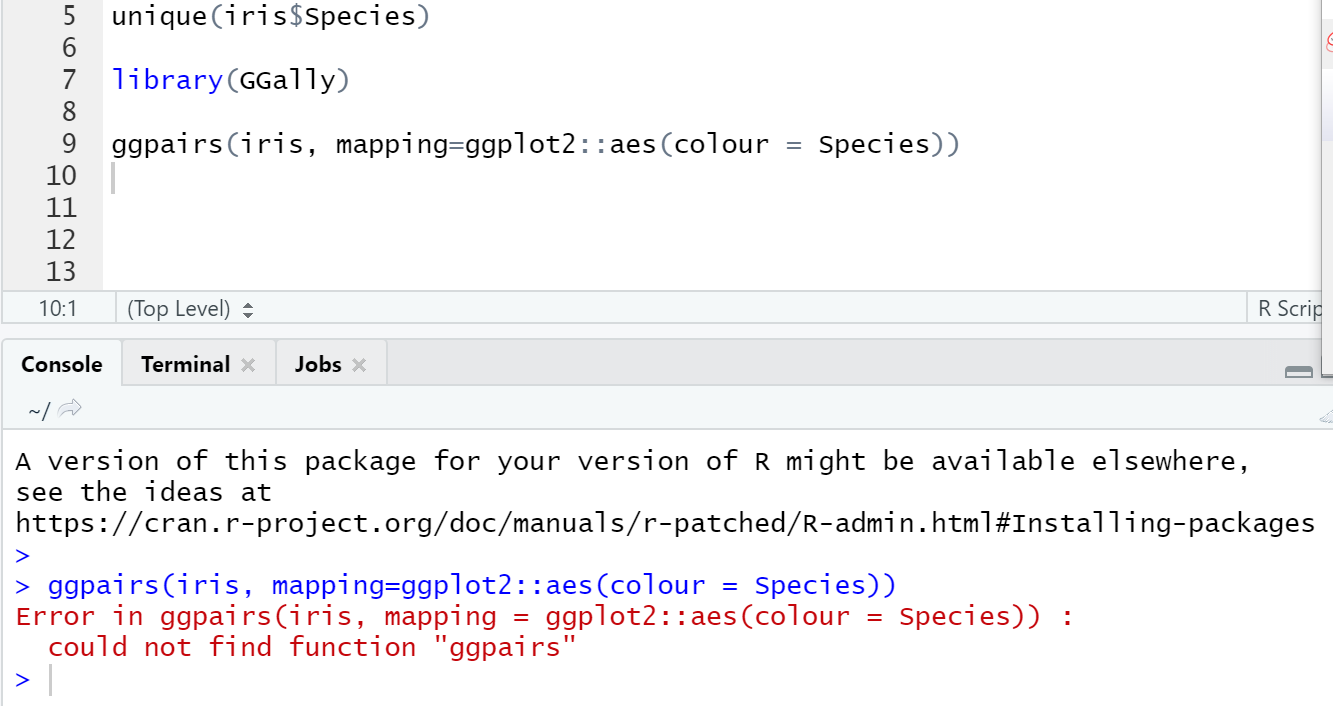 5 unique(iris$Species)
6
7 library(GGally)
8
9 ggpairs(iris, mapping=ggplot2::aes(colour = Species))
10
11
12
13
10:1 (Top Level) R Scrip
Console Terminal Jobs
~/
A version of this package for your version of R might be available elsewhere,
see the ideas at
https://cran.r-project.org/doc/manuals/r-patched/R-admin.html#Installing-packages
>
> ggpairs(iris, mapping=ggplot2::aes(colour = Species))
Error in ggpairs(iris, mapping = ggplot2::aes(colour = Species)) :
could not find function "ggpairs"
>